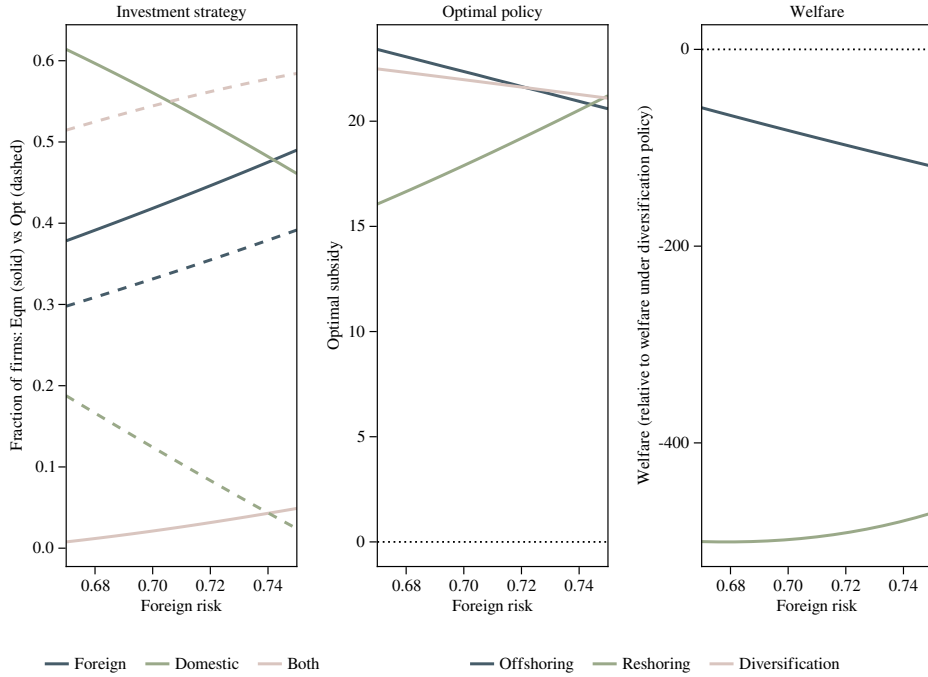 Investment strategy
Optimal policy
Welfare
Fraction of firms: Eqm (solid) vs Opt (dashed)
0.6
0.5
0.4
0.3
0.2
0.1
0.0
0.68 0.70 0.72 0.74
Foreign risk
Optimal subsidy
20
15
10
5
0
0.68 0.70 0.72 0.74
Foreign risk
Welfare (relative to welfare under diversification policy)
0
-200
-400
0.68 0.70 0.72 0.74
Foreign risk
Foreign Domestic Both
Offshoring Reshoring Diversification